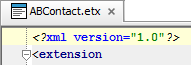 ABContact.etx
<?xml version="1.0"?>
<extension